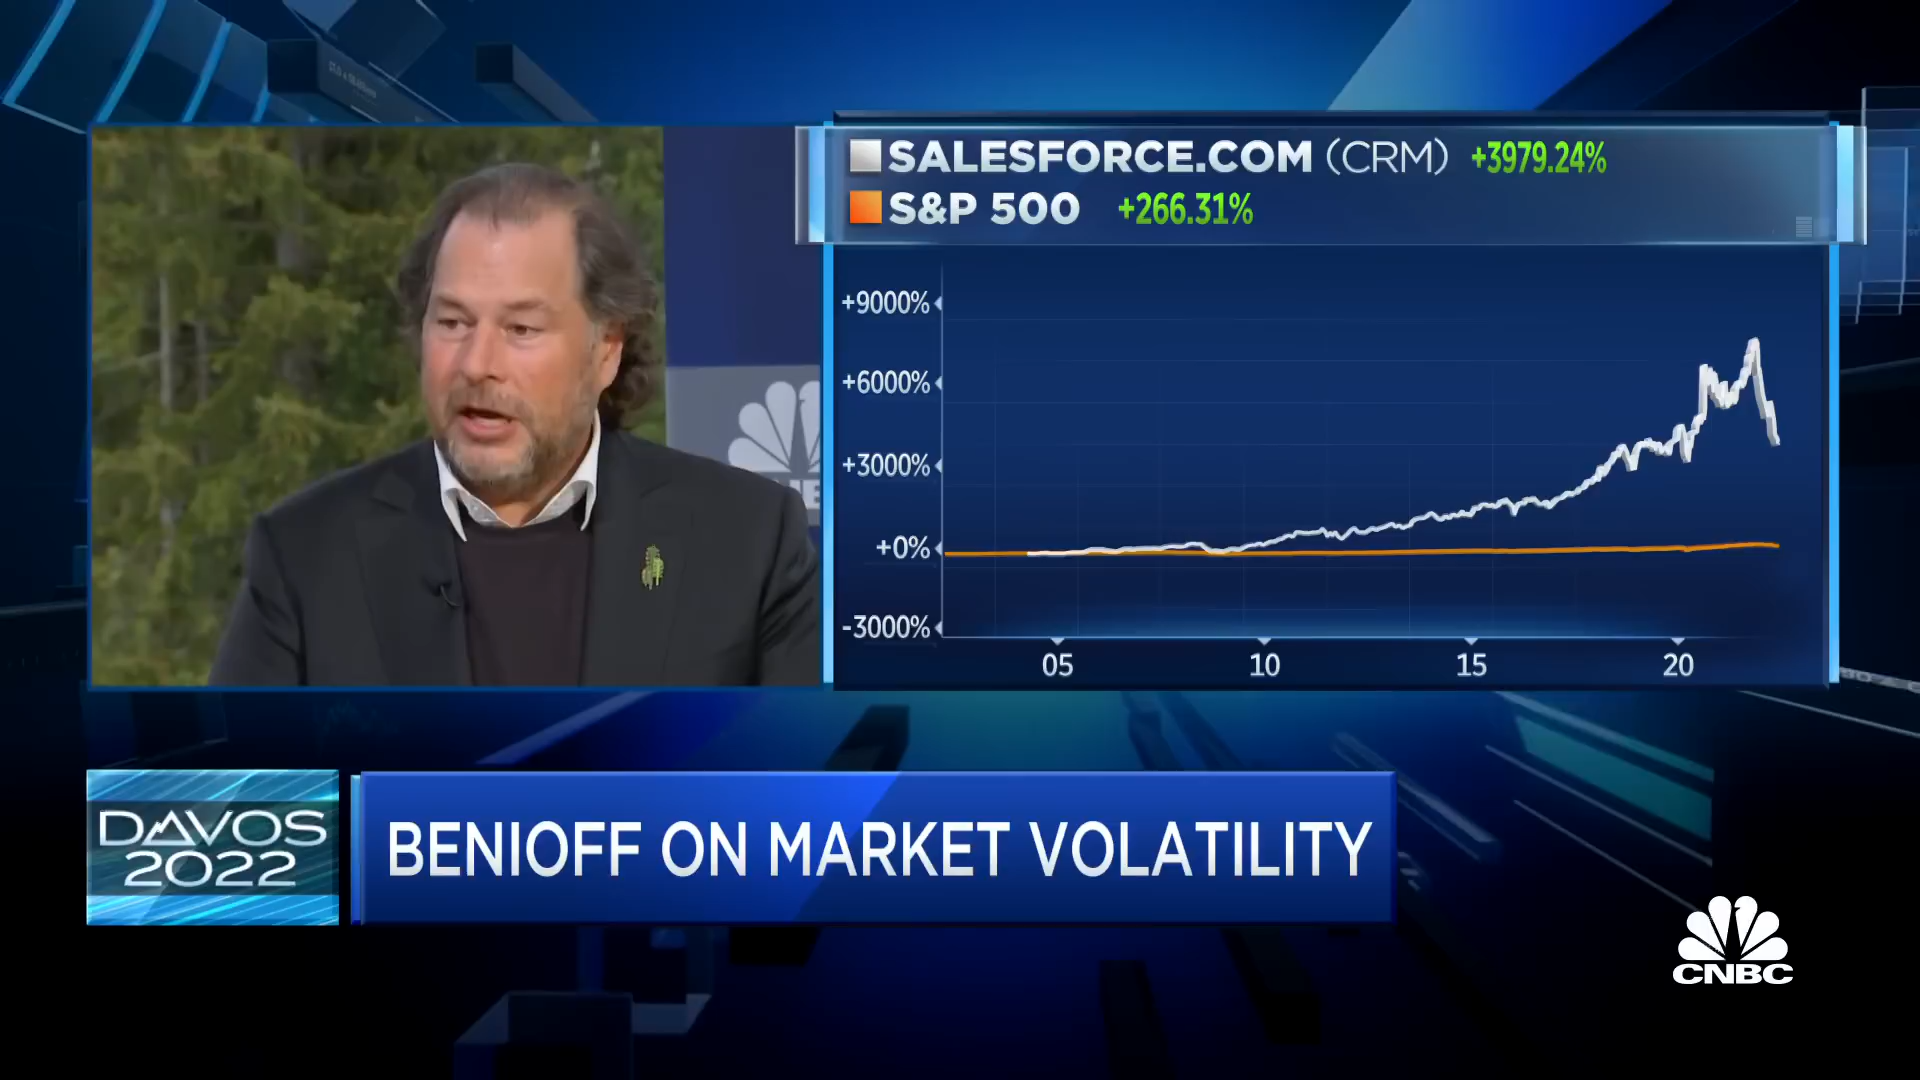 SALESFORCE.COM (CRM) +3979.24%
S&P 500 +266.31%
+9000%
+6000%
+3000%
+0%
-3000%
05 10 15 20
DAVOS
2022
BENIOFF ON MARKET VOLATILITY
CNBC